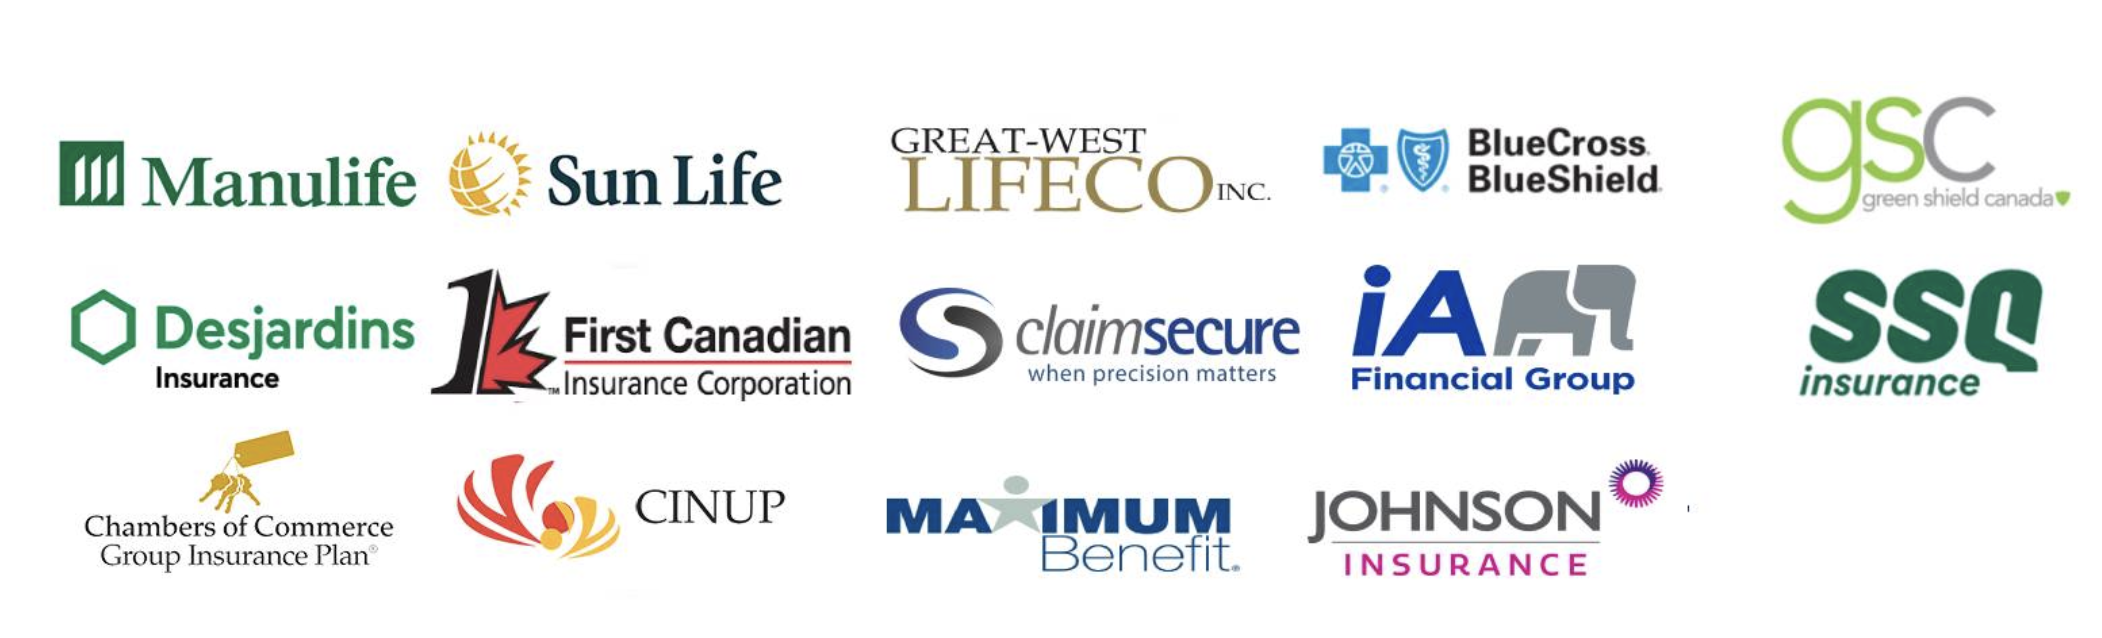 Manulife
Sun Life
GREAT-WEST
LIFECO INC.
BlueCross®
BlueShield®
gsc
green shield canada
Desjardins
Insurance
1
First Canadian
™ Insurance Corporation
claimsecure
when precision matters
iA
Financial Group
SSQ
insurance
Chambers of Commerce
Group Insurance Plan®
CINUP
MAXIMUM
Benefit®
JOHNSON
INSURANCE